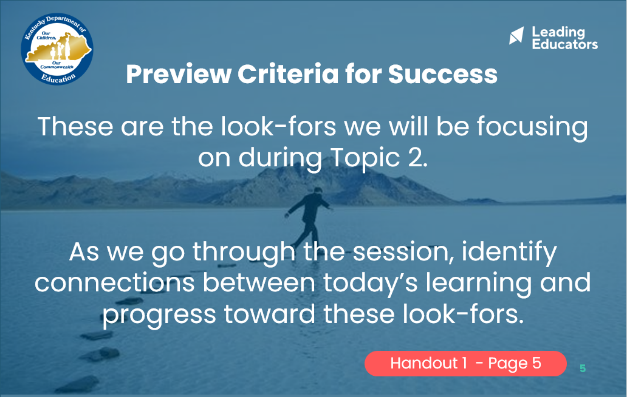 Kentucky Department of
Our
Children,
Our
Commonwealth
Education
Leading
Educators
Preview Criteria for Success
These are the look-fors we will be focusing
on during Topic 2.
As we go through the session, identify
connections between today's learning and
progress toward these look-fors.
Handout 1 - Page 5
5